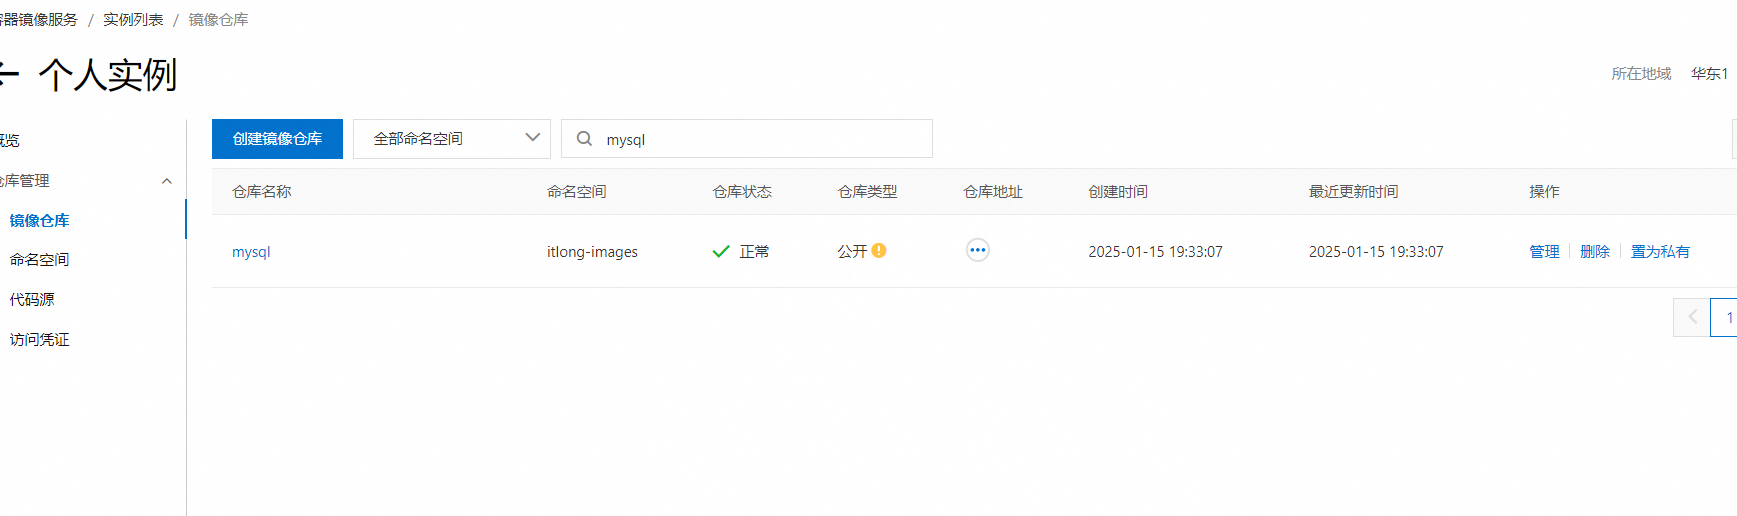 容器镜像服务 / 实例列表 / 镜像仓库
个人实例
所在地域 华东1
概览
仓库管理
镜像仓库
命名空间
代码源
访问凭证
创建镜像仓库 全部命名空间 mysql
仓库名称 命名空间 仓库状态 仓库类型 仓库地址 创建时间 最近更新时间 操作
mysql itlong-images 正常 公开 2025-01-15 19:33:07 2025-01-15 19:33:07 管理 删除 置为私有
1